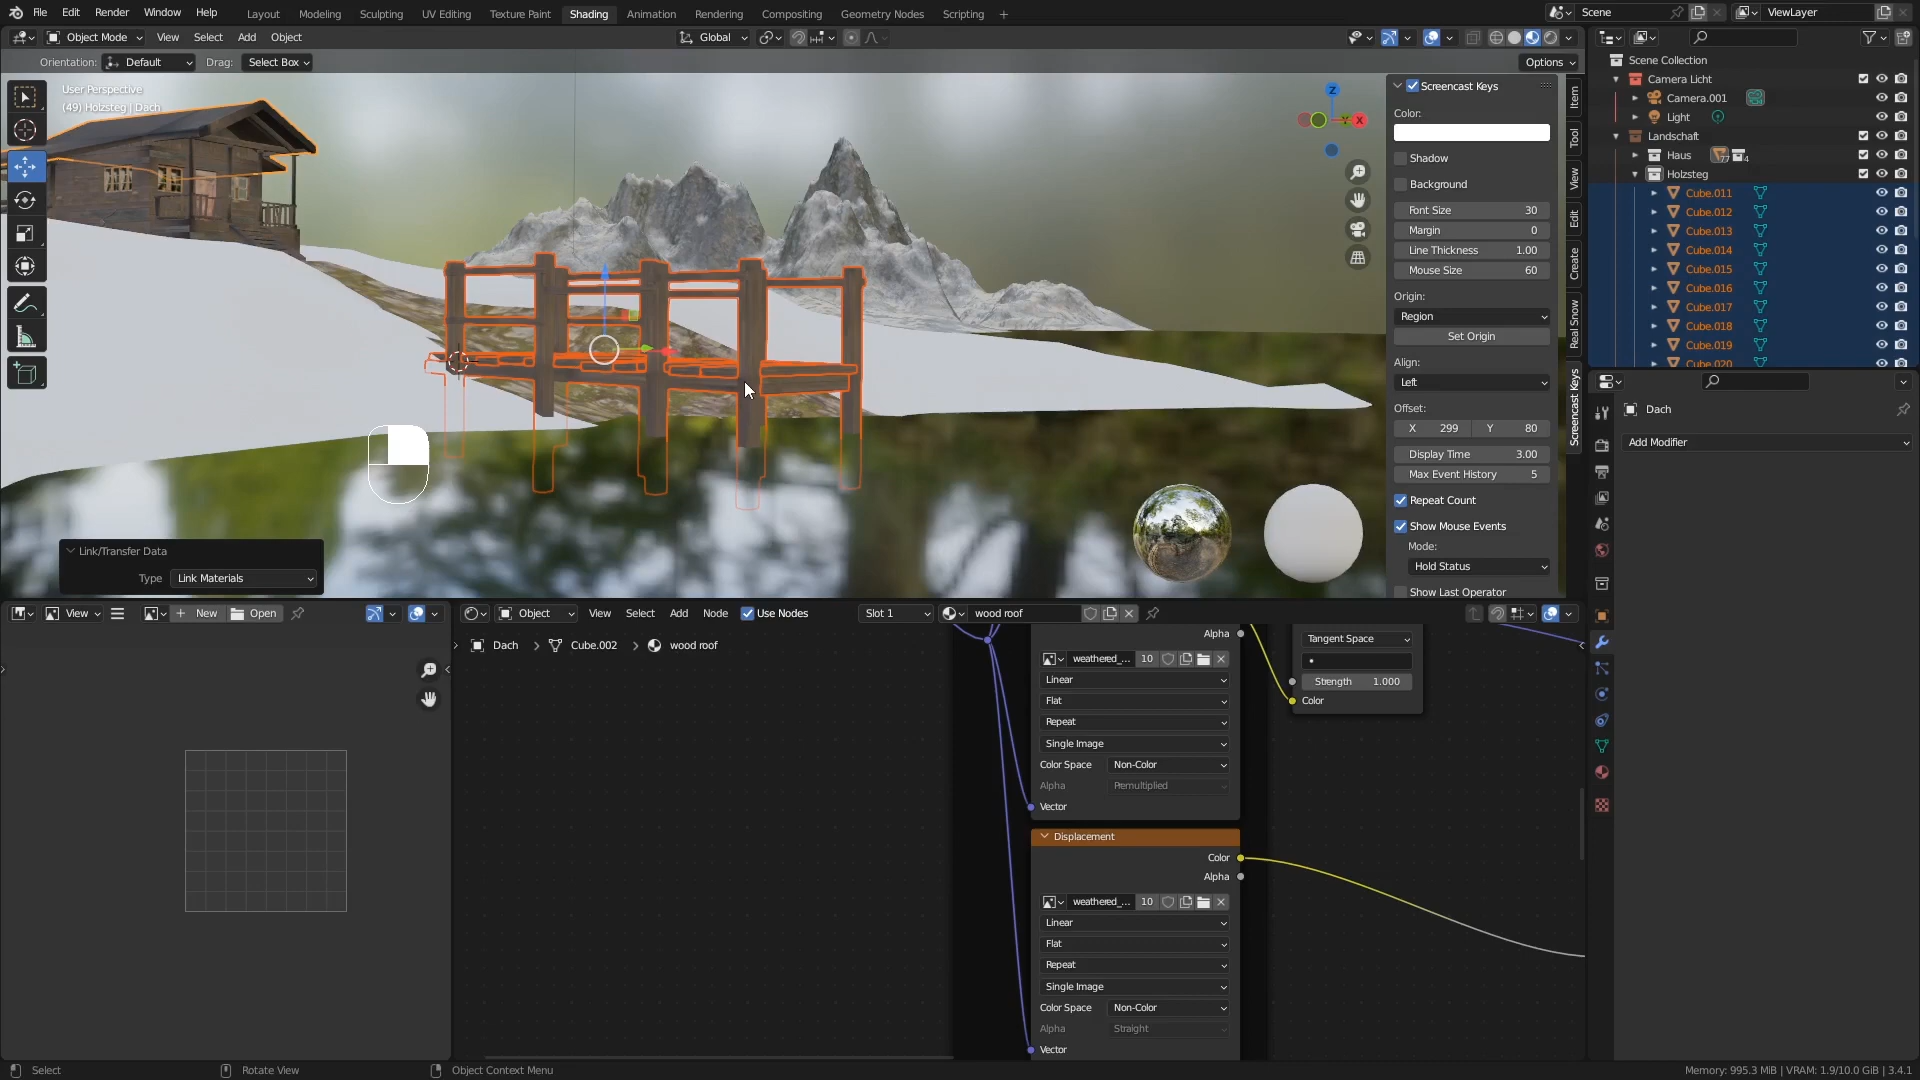 File Edit Render Window Help Layout Modeling Sculpting UV Editing Texture Paint Shading Animation Rendering Compositing Geometry Nodes Scripting + Scene ViewLayer
Object Mode View Select Add Object Global
Orientation: Default Drag: Select Box Options
User Perspective
(49) Holzsteg | Dach
Z
X
Y
Screencast Keys
Color:
Shadow
Background
Font Size 30
Margin 0
Line Thickness 1.00
Mouse Size 60
Origin:
Region
Set Origin
Align:
Left
Offset:
X 299 Y 80
Display Time 3.00
Max Event History 5
Repeat Count
Show Mouse Events
Mode:
Hold Status
Show Last Operator
Item
Tool
View
Edit
Create
Real Snow
Screencast Keys
Scene Collection
Camera Licht
Camera.001
Light
Landschaft
Haus 77 4
Holzsteg
Cube.011
Cube.012
Cube.013
Cube.014
Cube.015
Cube.016
Cube.017
Cube.018
Cube.019
Cube.020
Dach
Add Modifier
Link/Transfer Data
Type Link Materials
View + New Open
Object View Select Add Node Use Nodes Slot 1 wood roof
Dach > Cube.002 > wood roof
Alpha
weathered_... 10
Linear
Flat
Repeat
Single Image
Color Space Non-Color
Alpha Premultiplied
Vector
Tangent Space
Strength 1.000
Color
Displacement
Color
Alpha
weathered_... 10
Linear
Flat
Repeat
Single Image
Color Space Non-Color
Alpha Straight
Vector
Select Rotate View Object Context Menu Memory: 995.3 MiB | VRAM: 1.9/10.0 GiB | 3.4.1